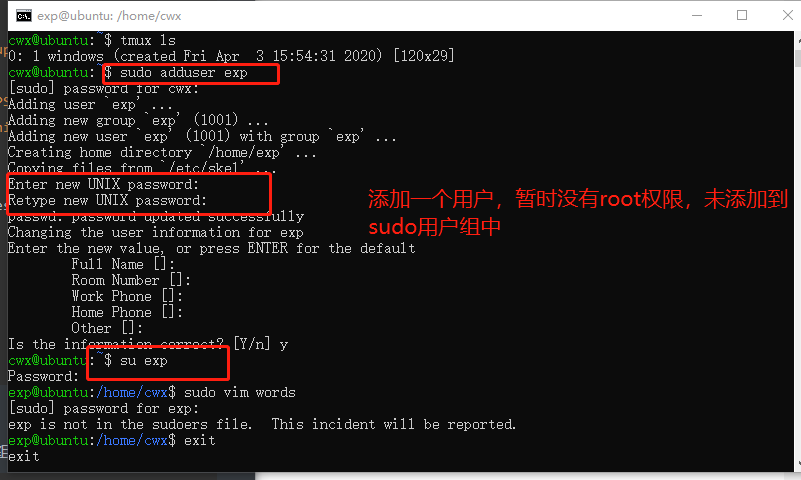 exp@ubuntu: /home/cwx
cwx@ubuntu:~$ tmux ls
0: 1 windows (created Fri Apr  3 15:54:31 2020) [120x29]
cwx@ubuntu:~$ sudo adduser exp
[sudo] password for cwx:
Adding user `exp' ...
Adding new group `exp' (1001) ...
Adding new user `exp' (1001) with group `exp' ...
Creating home directory `/home/exp' ...
Copying files from `/etc/skel' ...
Enter new UNIX password:
Retype new UNIX password:
passwd: password updated successfully
Changing the user information for exp
Enter the new value, or press ENTER for the default
        Full Name []:
        Room Number []:
        Work Phone []:
        Home Phone []:
        Other []:
Is the information correct? [Y/n] y
cwx@ubuntu:~$ su exp
Password:
exp@ubuntu:/home/cwx$ sudo vim words
[sudo] password for exp:
exp is not in the sudoers file.  This incident will be reported.
exp@ubuntu:/home/cwx$ exit
exit
添加一个用户，暂时没有root权限，未添加到
sudo用户组中